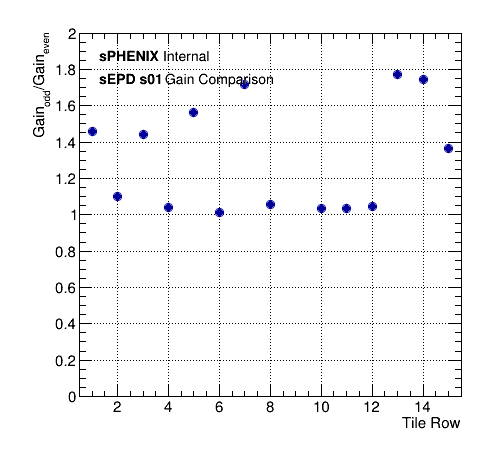 Gain_odd/Gain_even
sPHENIX Internal
sEPD s01 Gain Comparison
2
1.8
1.6
1.4
1.2
1
0.8
0.6
0.4
0.2
0
2 4 6 8 10 12 14
Tile Row